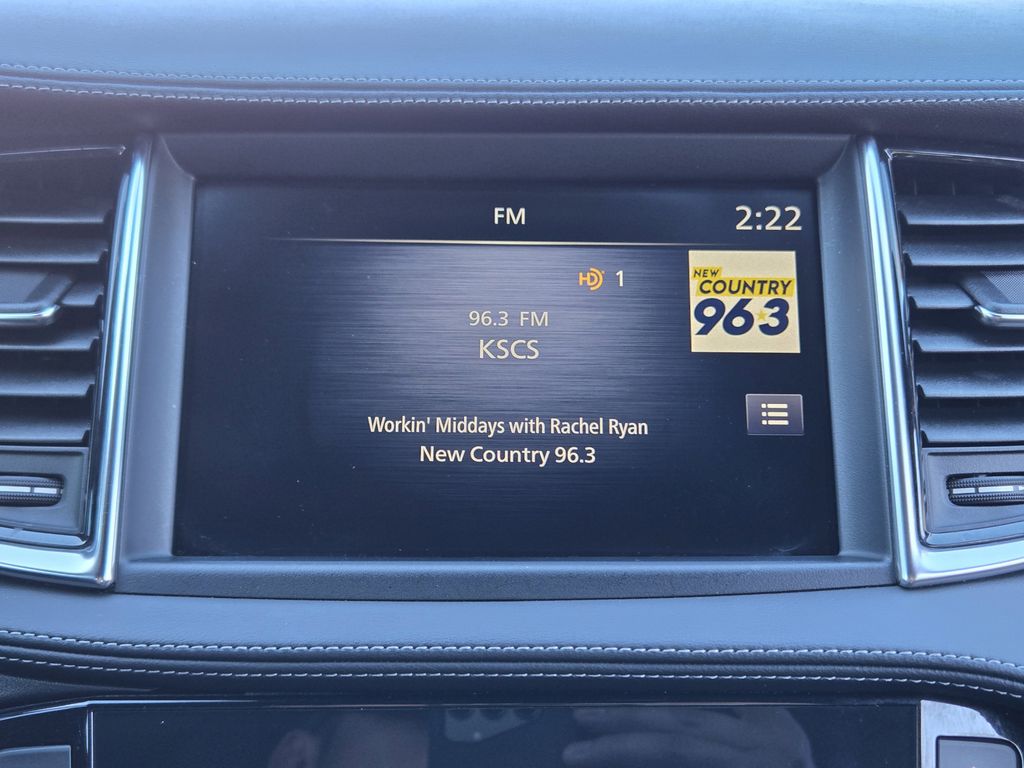 FM
2:22
HD 1
NEW
COUNTRY
96.3
96.3 FM
KSCS
Workin' Middays with Rachel Ryan
New Country 96.3